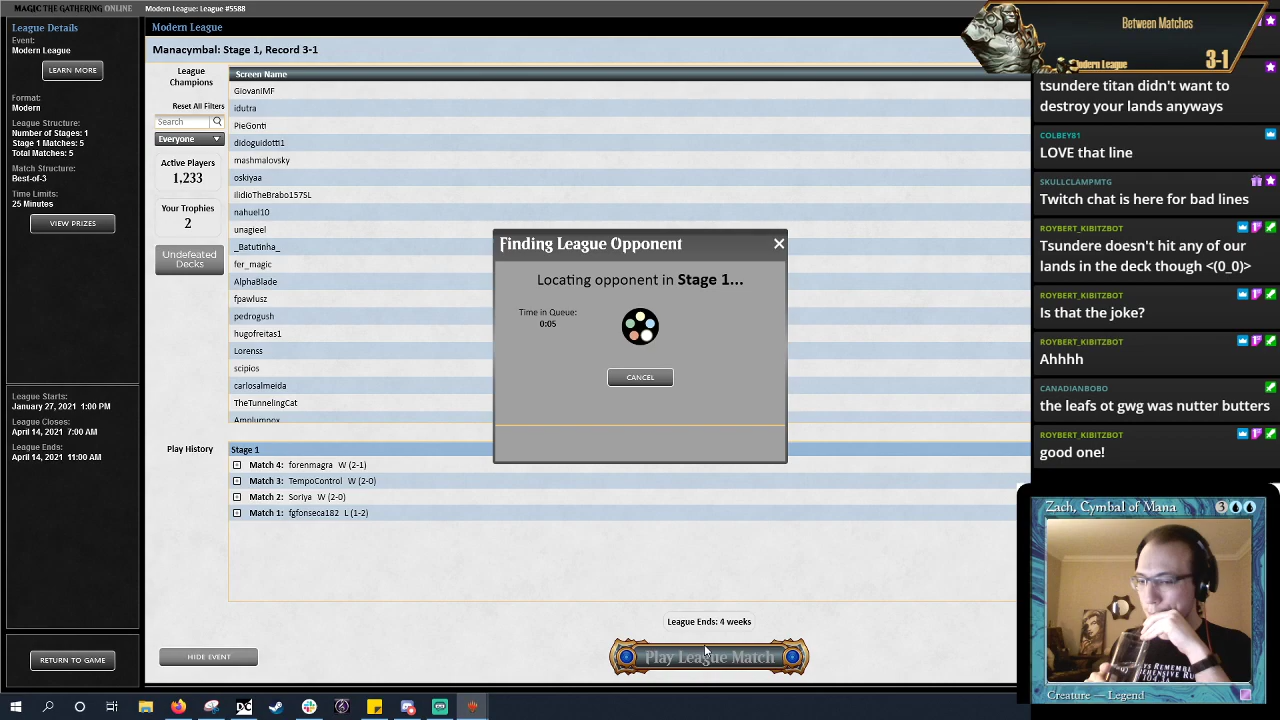 MAGIC THE GATHERING ONLINE
Modern League: League #5588
League Details
Event:
Modern League
LEARN MORE
Format:
Modern
League Structure:
Number of Stages: 1
Stage 1 Matches: 5
Total Matches: 5
Match Structure:
Best-of-3
Time Limits:
25 Minutes
VIEW PRIZES
League Starts:
January 27, 2021 1:00 PM
League Closes:
April 14, 2021 7:00 AM
League Ends:
April 14, 2021 11:00 AM
RETURN TO GAME
Modern League
Manacymbal: Stage 1, Record 3-1
League
Champions
Reset All Filters
Search
Everyone
Active Players
1,233
Your Trophies
2
Undefeated
Decks
Screen Name
GiovaniMF
idutra
PieGonti
didoguidotti1
mashmalovsky
oskiyaa
ilidioTheBrabo157SL
nahuel10
unagieel
_Batutinha_
fer_magic
AlphaBlade
fpawlusz
pedrogush
hugofreitas1
Lorenss
scipios
carlosalmeida
TheTunnelingCat
Amplumnox
Finding League Opponent
Locating opponent in Stage 1...
Time in Queue:
0:05
CANCEL
Play History
Stage 1
Match 4: forenmagra W (2-1)
Match 3: TempoControl W (2-0)
Match 2: Soriya W (2-0)
Match 1: fgfonseca182 L (1-2)
League Ends: 4 weeks
HIDE EVENT
Play League Match
Between Matches
Modern League
3-1
tsundere titan didn't want to
destroy your lands anyways
COLBEY81
LOVE that line
SKULLCLAMPMTG
Twitch chat is here for bad lines
ROYBERT_KIBITZBOT
Tsundere doesn't hit any of our
lands in the deck though <(0_0)>
ROYBERT_KIBITZBOT
Is that the joke?
ROYBERT_KIBITZBOT
Ahhhh
CANADIANBOBO
the leafs ot gwg was nutter butters
ROYBERT_KIBITZBOT
good one!
Zach, Cymbal of Mana
3
Creature — Legend